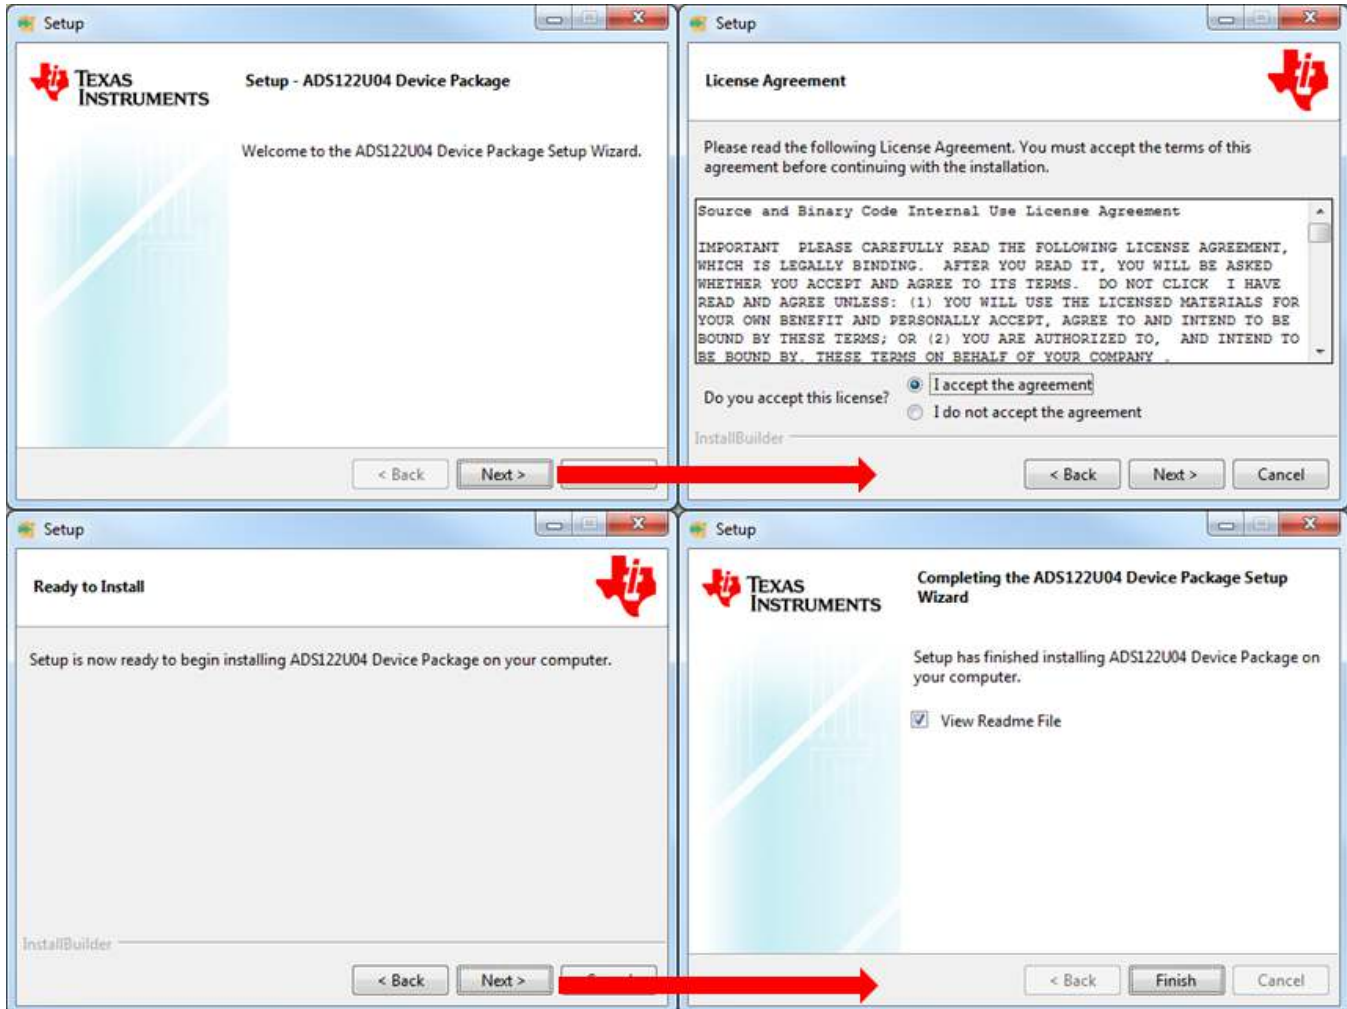 Setup
TEXAS
INSTRUMENTS
Setup - ADS122U04 Device Package
Welcome to the ADS122U04 Device Package Setup Wizard.
< Back
Next >
Setup
License Agreement
Please read the following License Agreement. You must accept the terms of this
agreement before continuing with the installation.
Source and Binary Code Internal Use License Agreement
IMPORTANT  PLEASE CAREFULLY READ THE FOLLOWING LICENSE AGREEMENT,
WHICH IS LEGALLY BINDING.  AFTER YOU READ IT, YOU WILL BE ASKED
WHETHER YOU ACCEPT AND AGREE TO ITS TERMS.  DO NOT CLICK  I HAVE
READ AND AGREE UNLESS: (1) YOU WILL USE THE LICENSED MATERIALS FOR
YOUR OWN BENEFIT AND PERSONALLY ACCEPT, AGREE TO AND INTEND TO BE
BOUND BY THESE TERMS; OR (2) YOU ARE AUTHORIZED TO,  AND INTEND TO
BE BOUND BY, THESE TERMS ON BEHALF OF YOUR COMPANY .
Do you accept this license?
I accept the agreement
I do not accept the agreement
InstallBuilder
< Back
Next >
Cancel
Setup
Ready to Install
Setup is now ready to begin installing ADS122U04 Device Package on your computer.
InstallBuilder
< Back
Next >
Setup
TEXAS
INSTRUMENTS
Completing the ADS122U04 Device Package Setup
Wizard
Setup has finished installing ADS122U04 Device Package on
your computer.
View Readme File
< Back
Finish
Cancel